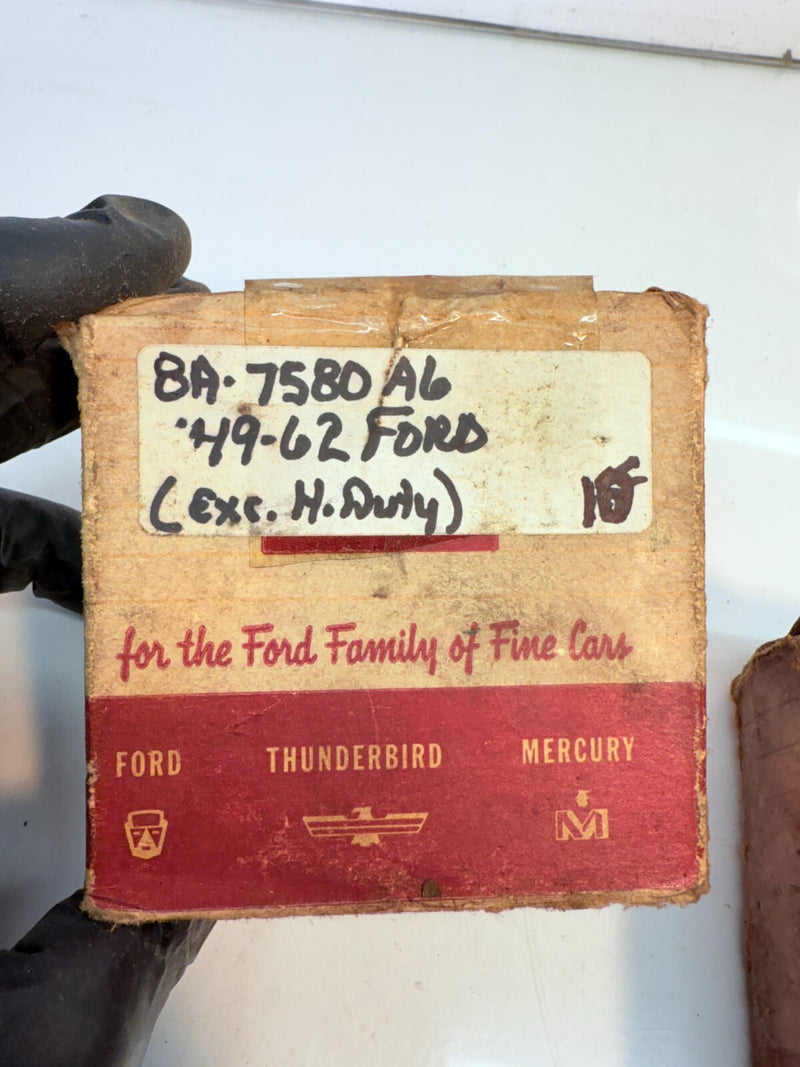 8A-7580 A6
'49-62 FORD
(Exc. H. Duty)
for the Ford Family of Fine Cars
FORD THUNDERBIRD MERCURY
M